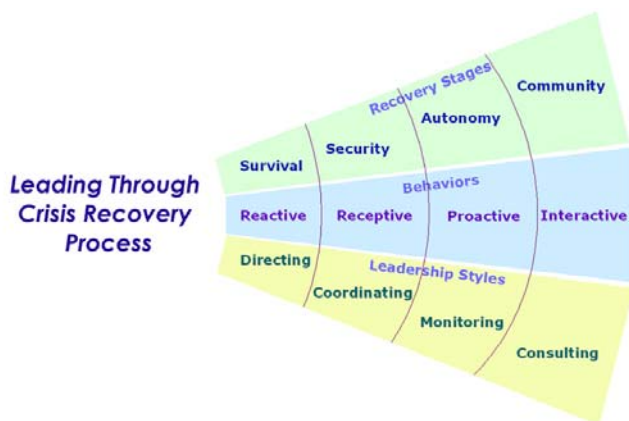 Leading Through
Crisis Recovery
Process
Recovery Stages
Survival
Security
Autonomy
Community
Behaviors
Reactive
Receptive
Proactive
Interactive
Leadership Styles
Directing
Coordinating
Monitoring
Consulting